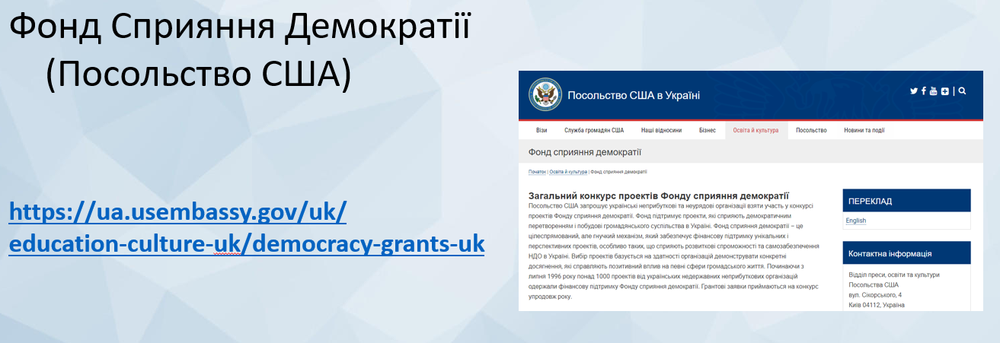 Фонд Сприяння Демократії
(Посольство США)
https://ua.usembassy.gov/uk/
education-culture-uk/democracy-grants-uk
Посольство США в Україні
Візи Служба громадян США Наші відносини Бізнес Освіта й культура Посольство Новини та події
Фонд сприяння демократії
Початок | Освіта й культура | Фонд сприяння демократії
Загальний конкурс проектів Фонду сприяння демократії
Посольство США запрошує українські неприбуткові та неурядові організації взяти участь у конкурсі
проектів Фонду сприяння демократії. Фонд підтримує проекти, які сприяють демократичним
перетворенням і побудові громадянського суспільства в Україні. Фонд сприяння демократії – це
цілеспрямований, але гнучкий механізм, який забезпечує фінансову підтримку унікальних і
перспективних проектів, особливо таких, що сприяють розвиткові спроможності та самозабезпечення
НДО в Україні. Вибір проектів базується на здатності організацій демонструвати конкретні
досягнення, які справляють позитивний вплив на певні сфери громадського життя. Починаючи з
липня 1996 року понад 1000 проектів від українських недержавних неприбуткових організацій
одержали фінансову підтримку Фонду сприяння демократії. Грантові заявки приймаються на конкурс
упродовж року.
ПЕРЕКЛАД
English
Контактна інформація
Відділ преси, освіти та культури
Посольства США
вул. Сікорського, 4
Київ 04112, Україна